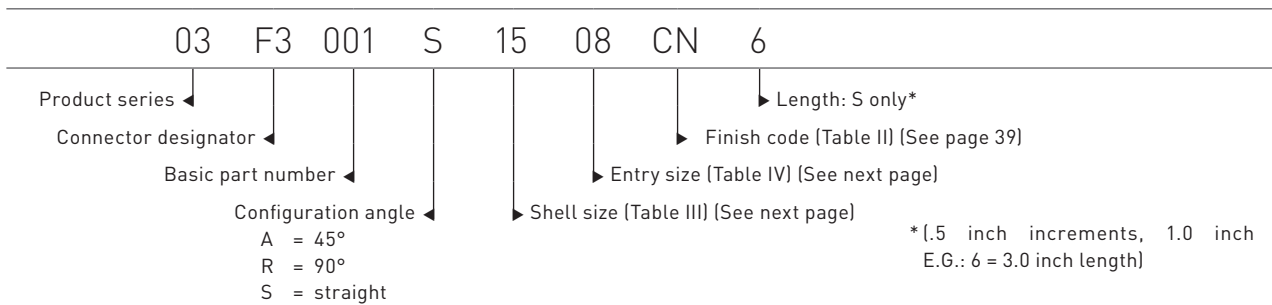 03 F3 001 S 15 08 CN 6
Product series
Length: S only*
Connector designator
Finish code (Table II) (See page 39)
Basic part number
Entry size (Table IV) (See next page)
Configuration angle
Shell size (Table III) (See next page)
A = 45°
R = 90°
S = straight
*(.5 inch increments, 1.0 inch
E.G.: 6 = 3.0 inch length)